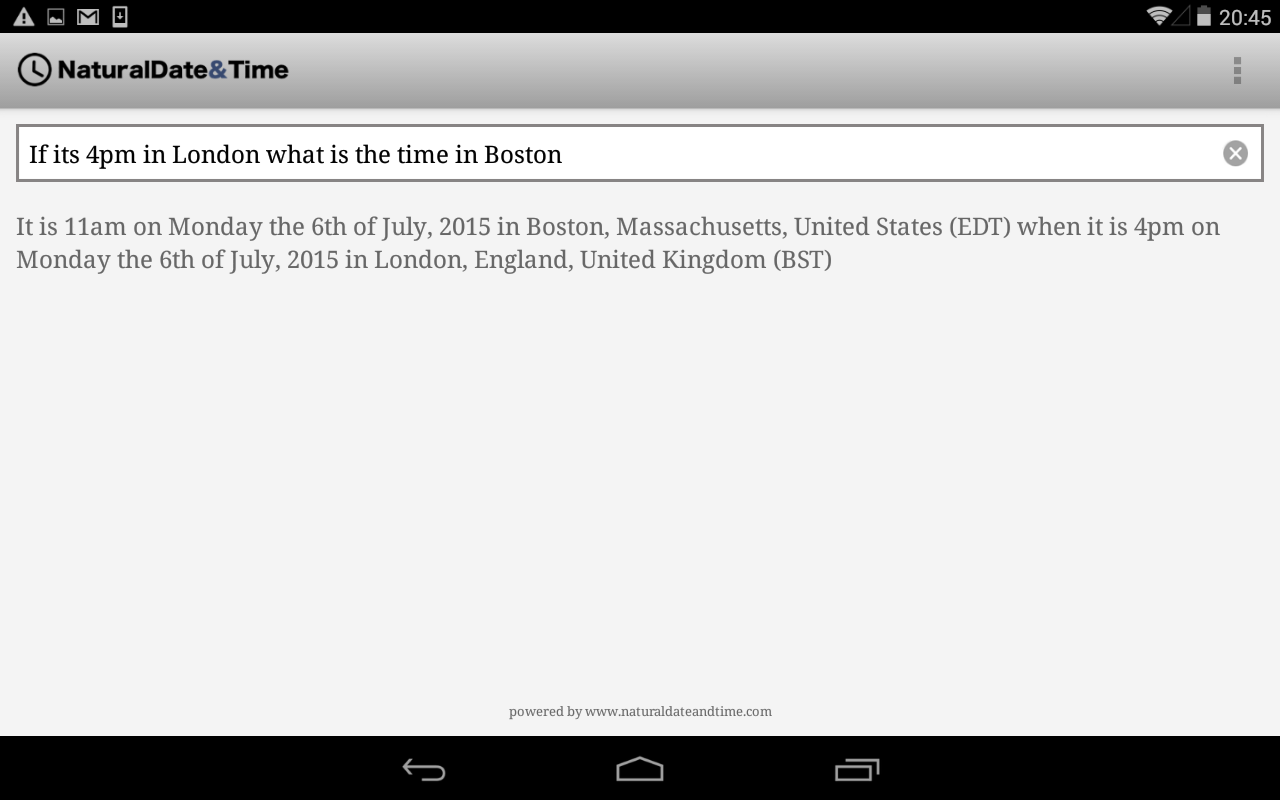 20:45
NaturalDate&Time
If its 4pm in London what is the time in Boston
It is 11am on Monday the 6th of July, 2015 in Boston, Massachusetts, United States (EDT) when it is 4pm on
Monday the 6th of July, 2015 in London, England, United Kingdom (BST)
powered by www.naturaldateandtime.com